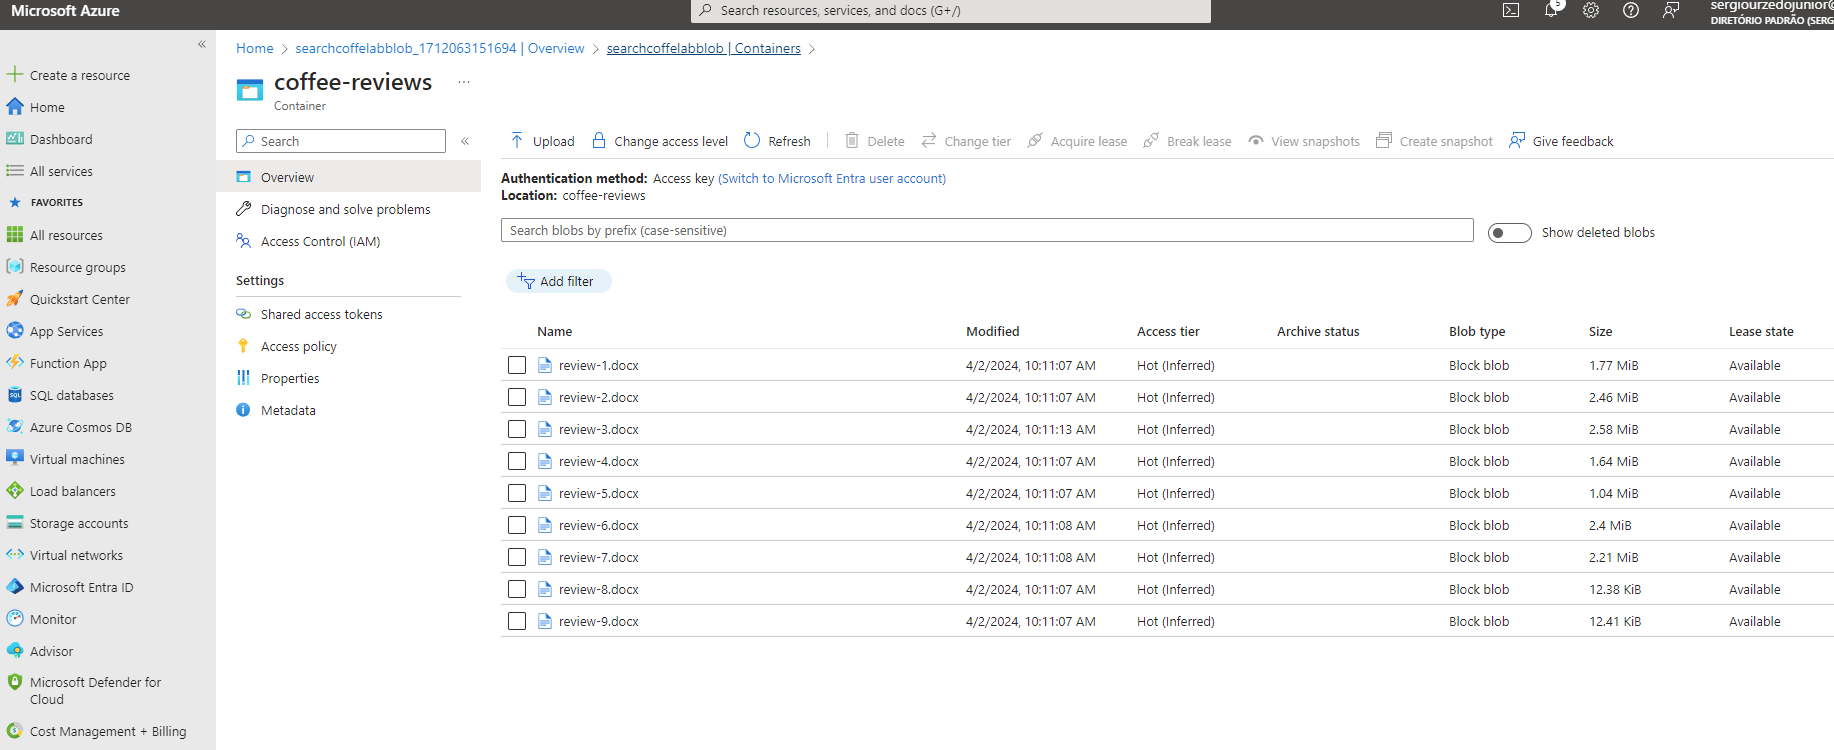 Microsoft Azure
Search resources, services, and docs (G+/)
5
sergiourzedojunior@
DIRETÓRIO PADRÃO (SERG
Create a resource
Home
Dashboard
All services
FAVORITES
All resources
Resource groups
Quickstart Center
App Services
Function App
SQL databases
Azure Cosmos DB
Virtual machines
Load balancers
Storage accounts
Virtual networks
Microsoft Entra ID
Monitor
Advisor
Microsoft Defender for
Cloud
Cost Management + Billing
Home > searchcoffelabblob_1712063151694 | Overview > searchcoffelabblob | Containers >
coffee-reviews ...
Container
Search
Overview
Diagnose and solve problems
Access Control (IAM)
Settings
Shared access tokens
Access policy
Properties
Metadata
Upload Change access level Refresh Delete Change tier Acquire lease Break lease View snapshots Create snapshot Give feedback
Authentication method: Access key (Switch to Microsoft Entra user account)
Location: coffee-reviews
Search blobs by prefix (case-sensitive)
Show deleted blobs
Add filter
Name Modified Access tier Archive status Blob type Size Lease state
review-1.docx 4/2/2024, 10:11:07 AM Hot (Inferred) Block blob 1.77 MiB Available
review-2.docx 4/2/2024, 10:11:07 AM Hot (Inferred) Block blob 2.46 MiB Available
review-3.docx 4/2/2024, 10:11:13 AM Hot (Inferred) Block blob 2.58 MiB Available
review-4.docx 4/2/2024, 10:11:07 AM Hot (Inferred) Block blob 1.64 MiB Available
review-5.docx 4/2/2024, 10:11:07 AM Hot (Inferred) Block blob 1.04 MiB Available
review-6.docx 4/2/2024, 10:11:08 AM Hot (Inferred) Block blob 2.4 MiB Available
review-7.docx 4/2/2024, 10:11:08 AM Hot (Inferred) Block blob 2.21 MiB Available
review-8.docx 4/2/2024, 10:11:07 AM Hot (Inferred) Block blob 12.38 KiB Available
review-9.docx 4/2/2024, 10:11:07 AM Hot (Inferred) Block blob 12.41 KiB Available